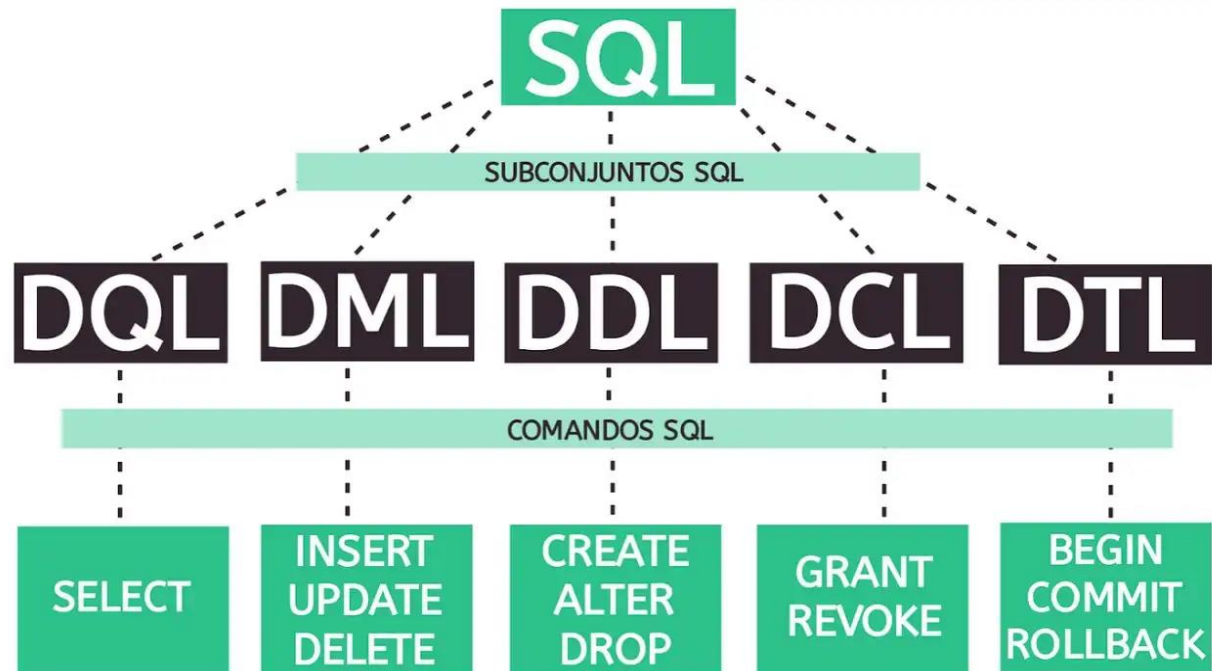 SQL
SUBCONJUNTOS SQL
DQL
DML
DDL
DCL
DTL
COMANDOS SQL
SELECT
INSERT
UPDATE
DELETE
CREATE
ALTER
DROP
GRANT
REVOKE
BEGIN
COMMIT
ROLLBACK